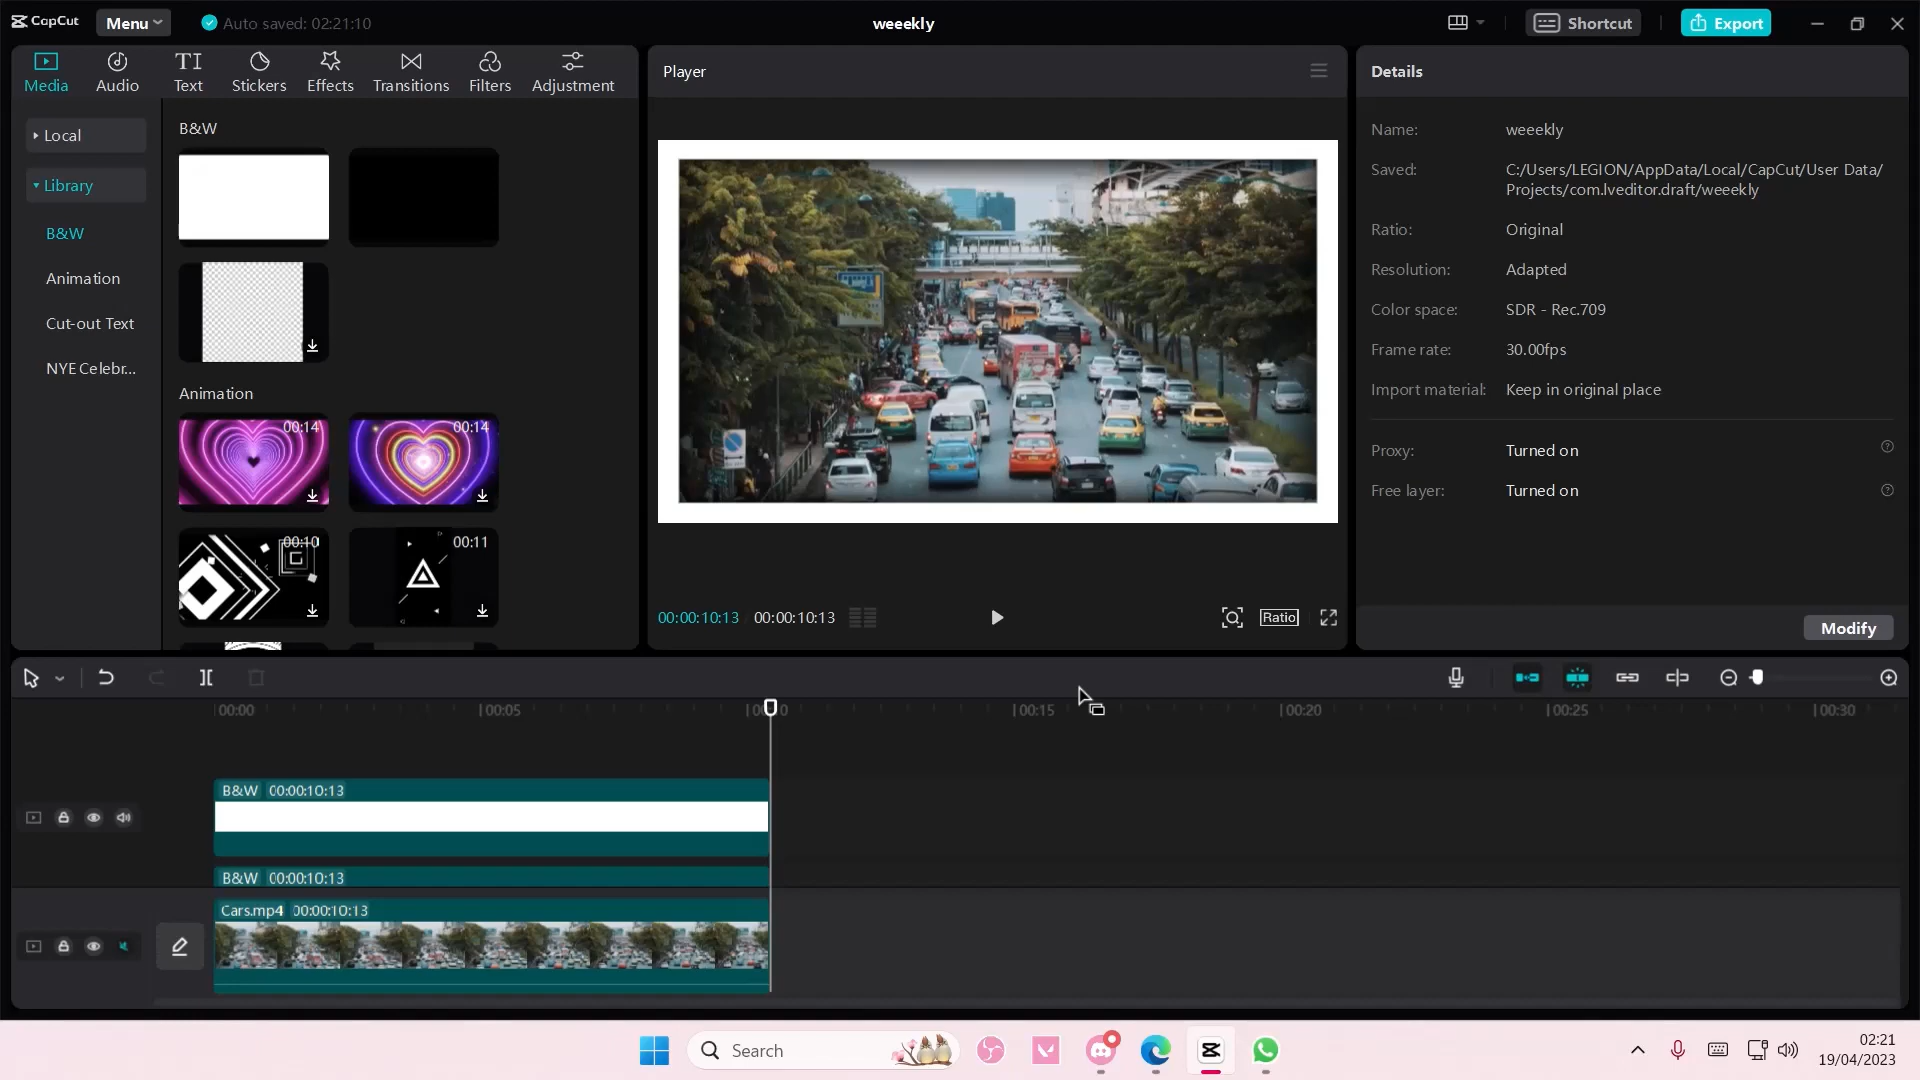 CapCut
Menu
Auto saved: 02:21:10
weeekly
Shortcut
Export
Media
Audio
Text
Stickers
Effects
Transitions
Filters
Adjustment
Local
Library
B&W
Animation
Cut-out Text
NYE Celebr...
B&W
Animation
00:14
00:14
00:10
00:11
Player
00:00:10:13 00:00:10:13
Ratio
Details
Name: weeekly
Saved: C:/Users/LEGION/AppData/Local/CapCut/User Data/
Projects/com.lveditor.draft/weeekly
Ratio: Original
Resolution: Adapted
Color space: SDR - Rec.709
Frame rate: 30.00fps
Import material: Keep in original place
Proxy: Turned on
Free layer: Turned on
Modify
00:00 00:05 00:15 00:20 00:25 00:30
B&W 00:00:10:13
B&W 00:00:10:13
Cars.mp4 00:00:10:13
Search
02:21
19/04/2023